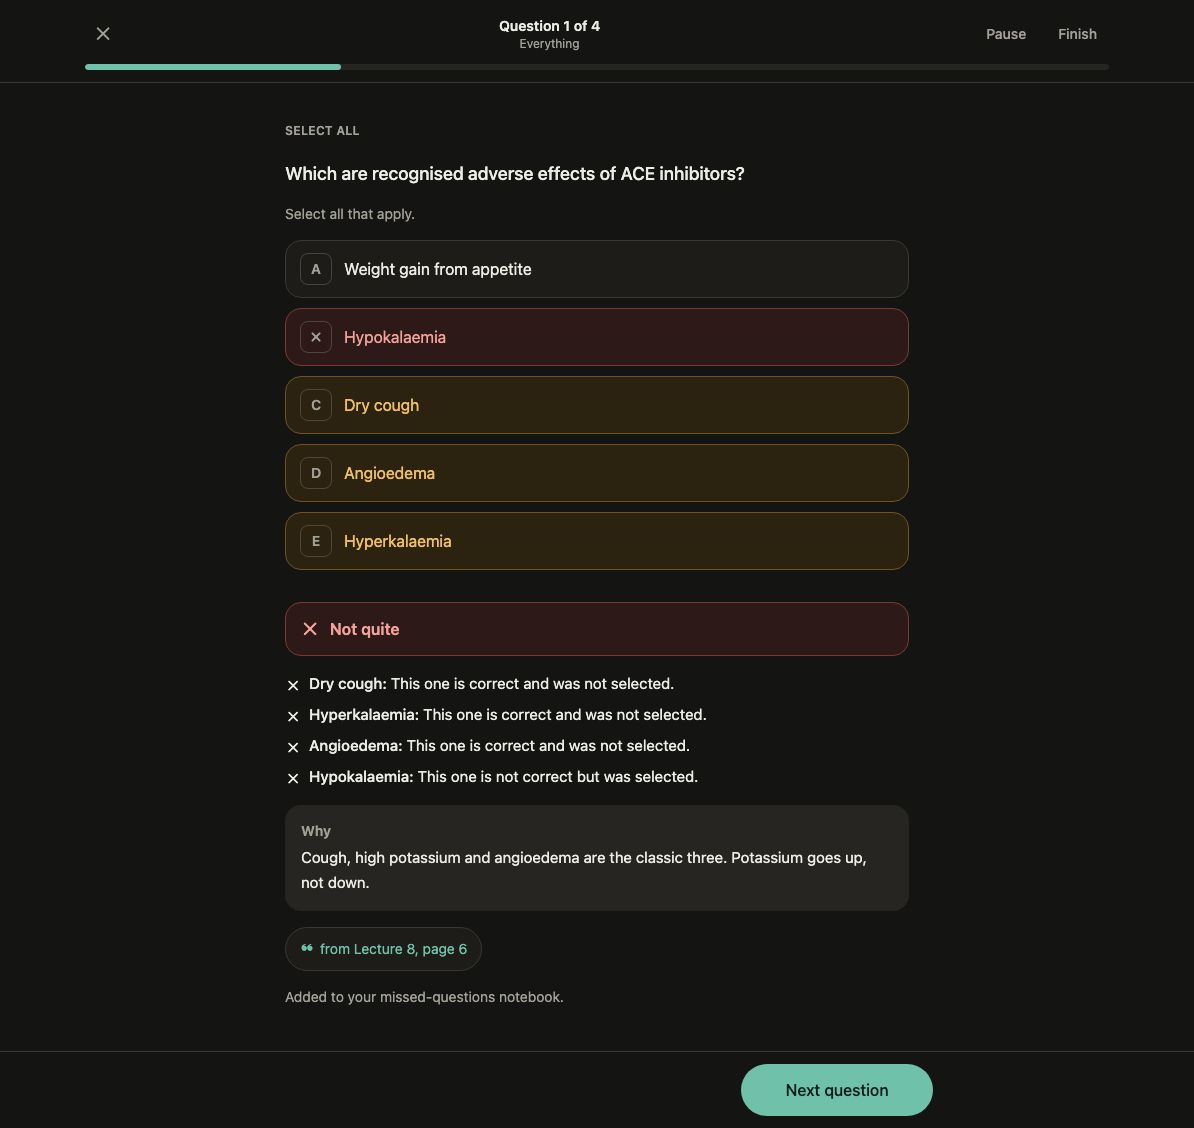 Question 1 of 4
Everything
Pause
Finish
SELECT ALL
Which are recognised adverse effects of ACE inhibitors?
Select all that apply.
A
Weight gain from appetite
Hypokalaemia
C
Dry cough
D
Angioedema
E
Hyperkalaemia
Not quite
Dry cough: This one is correct and was not selected.
Hyperkalaemia: This one is correct and was not selected.
Angioedema: This one is correct and was not selected.
Hypokalaemia: This one is not correct but was selected.
Why
Cough, high potassium and angioedema are the classic three. Potassium goes up,
not down.
from Lecture 8, page 6
Added to your missed-questions notebook.
Next question